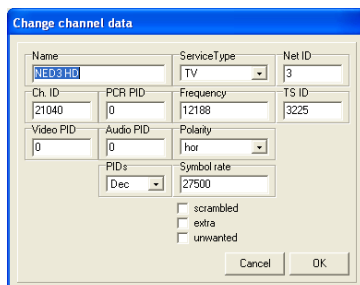 Change channel data
Name ServiceType Net ID
NED3 HD TV 3
Ch. ID PCR PID Frequency TS ID
21040 0 12188 3225
Video PID Audio PID Polarity
0 0 hor
PIDs Symbol rate
Dec 27500
scrambled
extra
unwanted
Cancel OK